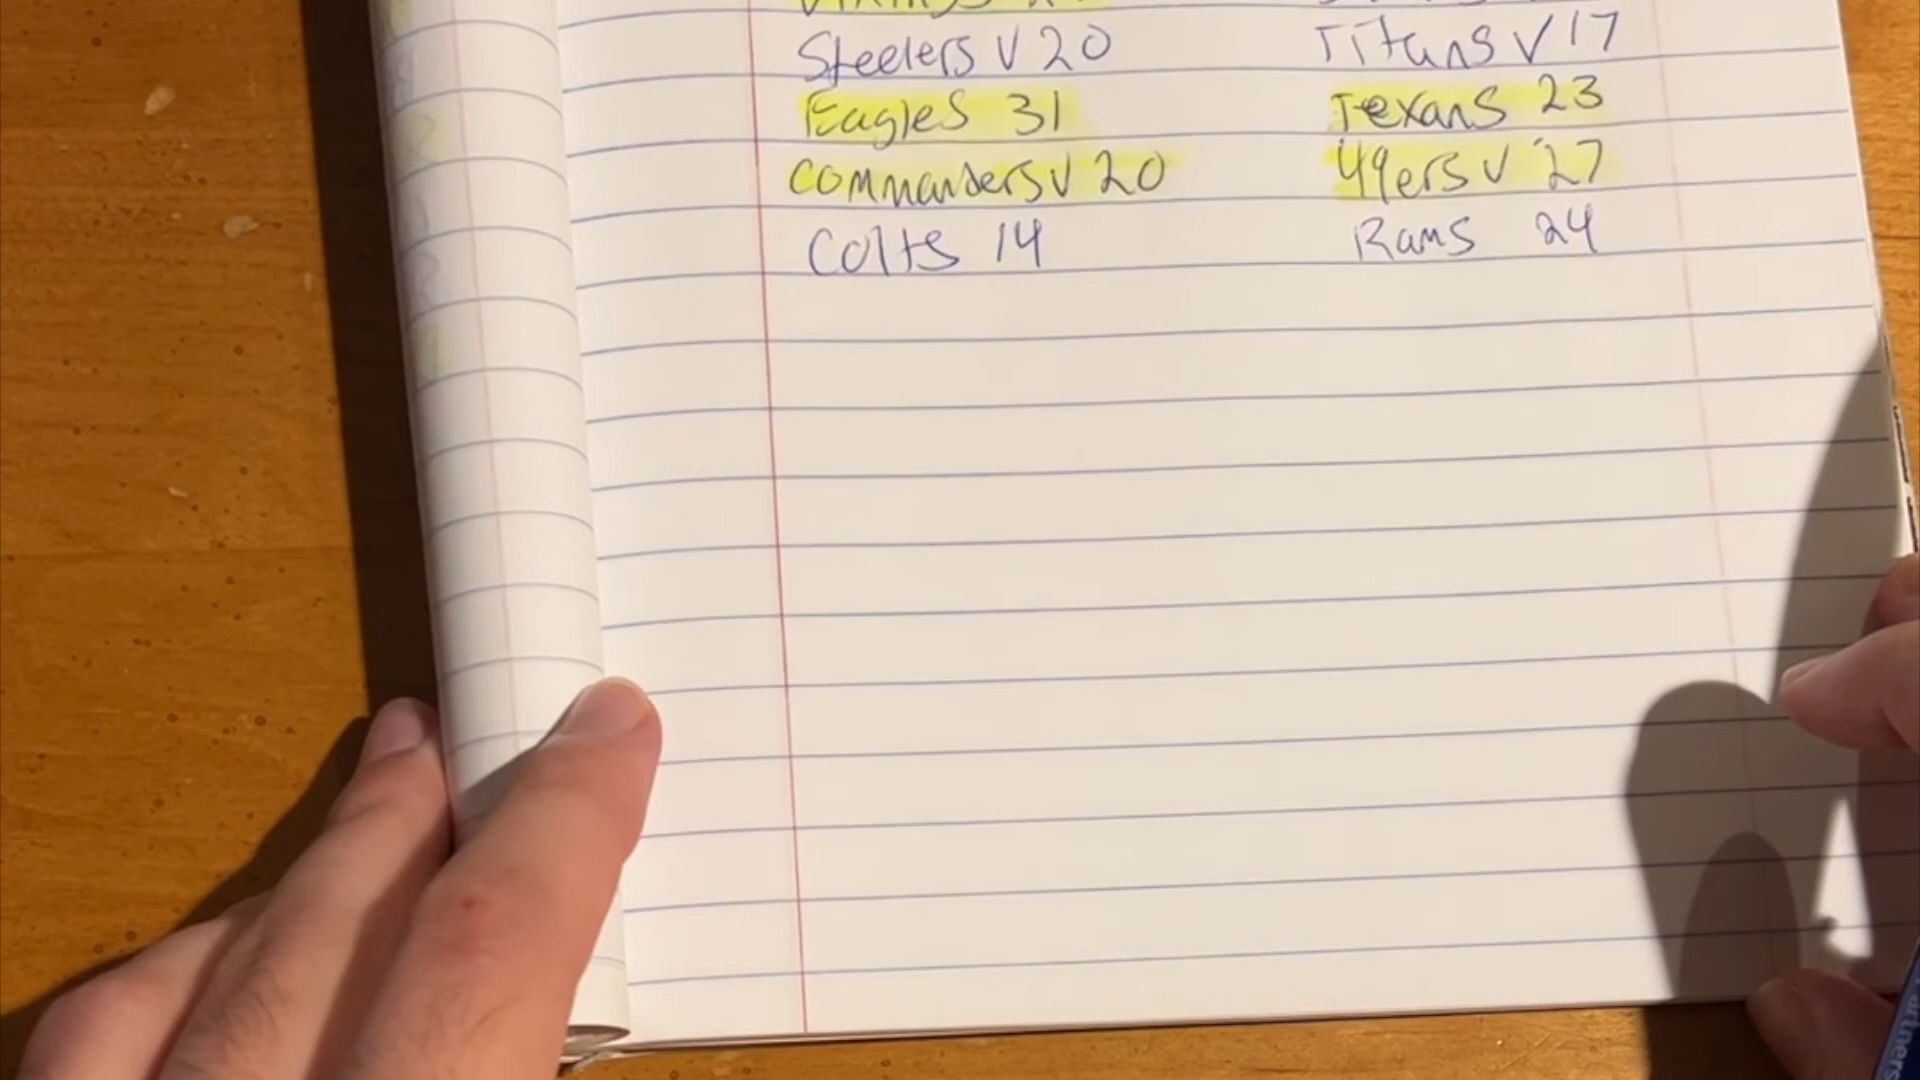 Steelers V 20 Titans V 17
Eagles 31 Texans 23
Commanders V 20 49ers V 27
Colts 14 Rams 24